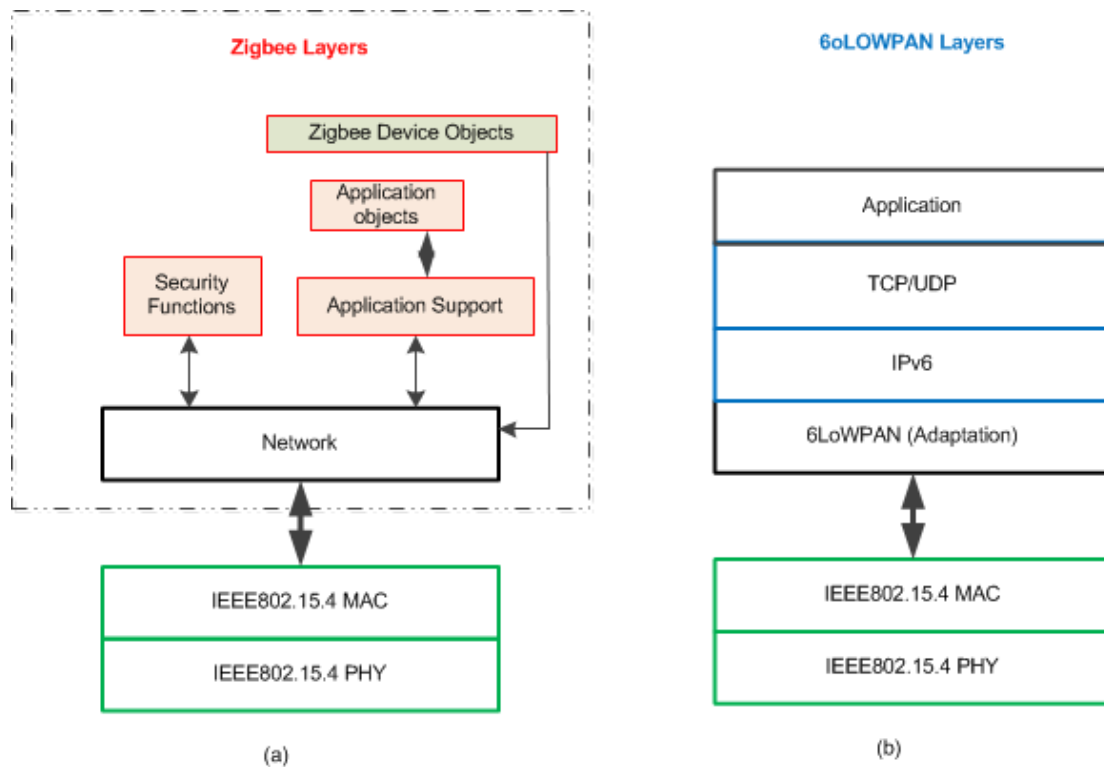 Zigbee Layers
Zigbee Device Objects
Application
objects
Security
Functions
Application Support
Network
IEEE802.15.4 MAC
IEEE802.15.4 PHY
(a)
6oLOWPAN Layers
Application
TCP/UDP
IPv6
6LoWPAN (Adaptation)
IEEE802.15.4 MAC
IEEE802.15.4 PHY
(b)